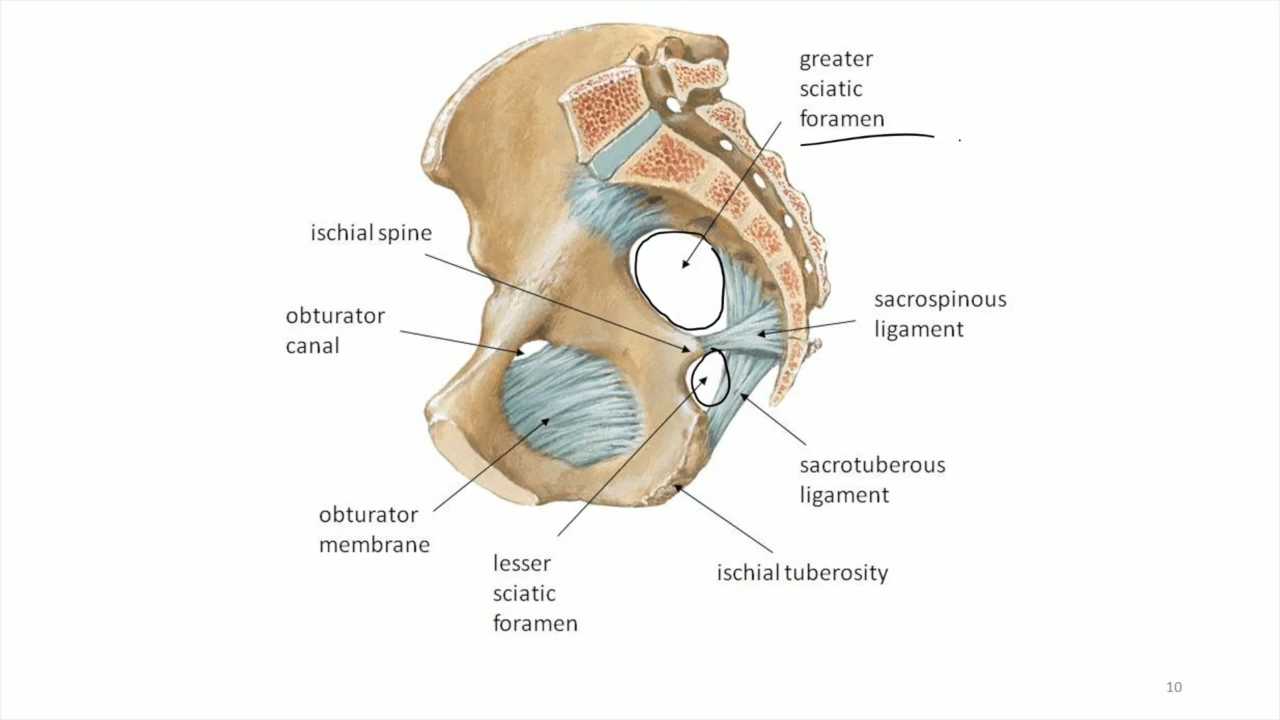 greater
sciatic
foramen
ischial spine
obturator
canal
sacrospinous
ligament
sacrotuberous
ligament
obturator
membrane
lesser
sciatic
foramen
ischial tuberosity
10